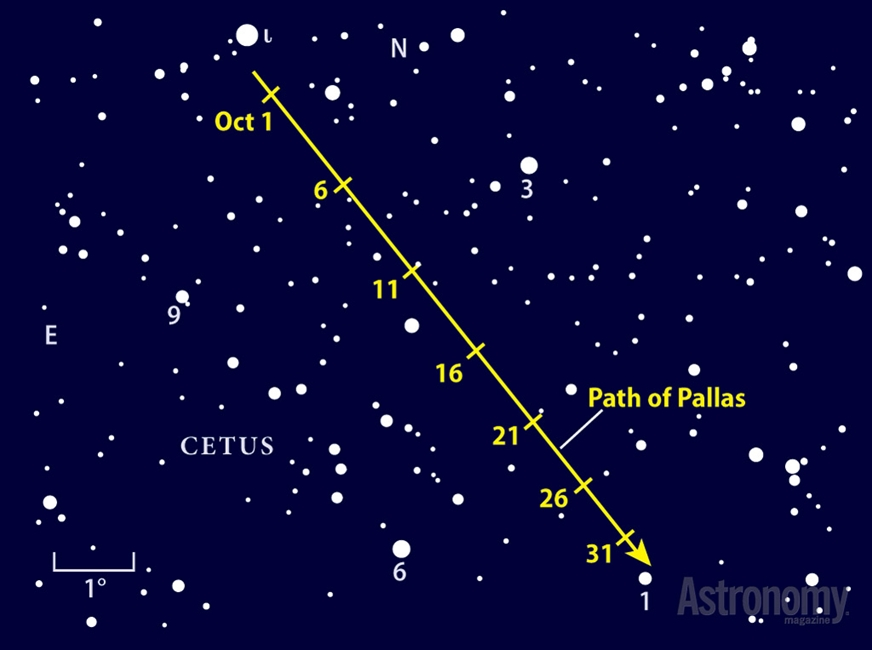 ι
N
Oct 1
6
3
11
9
E
16
Path of Pallas
21
CETUS
26
31
6
1°
1
Astronomy
magazine